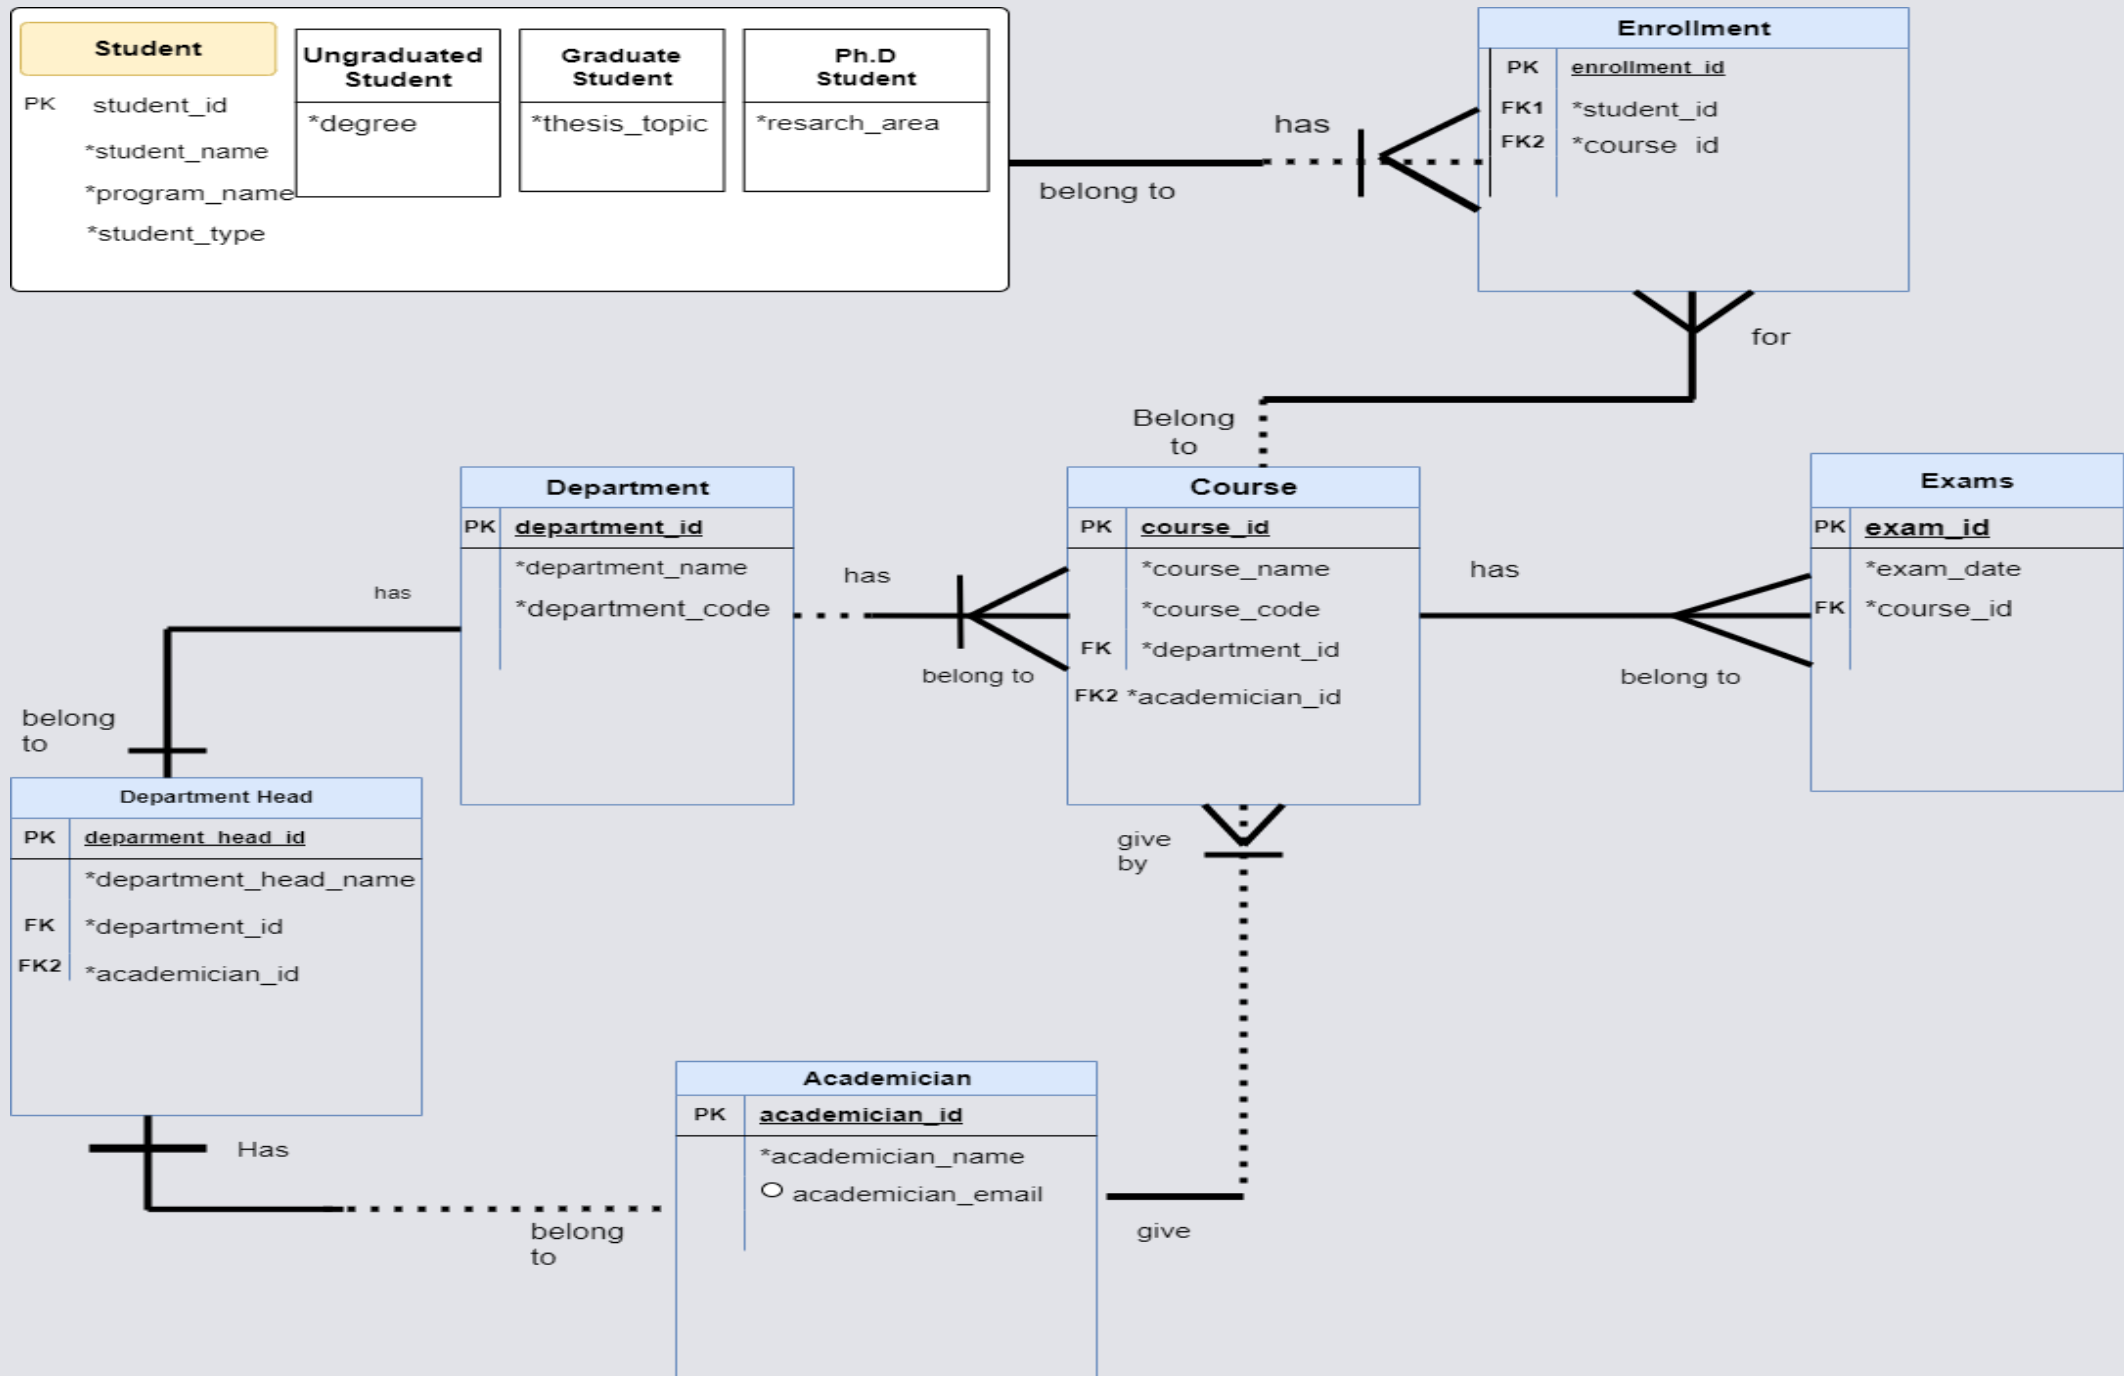 Student
PK student_id
*student_name
*program_name
*student_type
Ungraduated
Student
*degree
Graduate
Student
*thesis_topic
Ph.D
Student
*resarch_area
belong to
has
Enrollment
PK enrollment_id
FK1 *student_id
FK2 *course id
for
Belong
to
Department
PK department_id
*department_name
*department_code
has
belong to
Course
PK course_id
*course_name
*course_code
FK *department_id
FK2 *academician_id
has
belong to
Exams
PK exam_id
*exam_date
FK *course_id
has
belong
to
Department Head
PK deparment_head_id
*department_head_name
FK *department_id
FK2 *academician_id
Has
belong
to
give
by
Academician
PK academician_id
*academician_name
academician_email
give